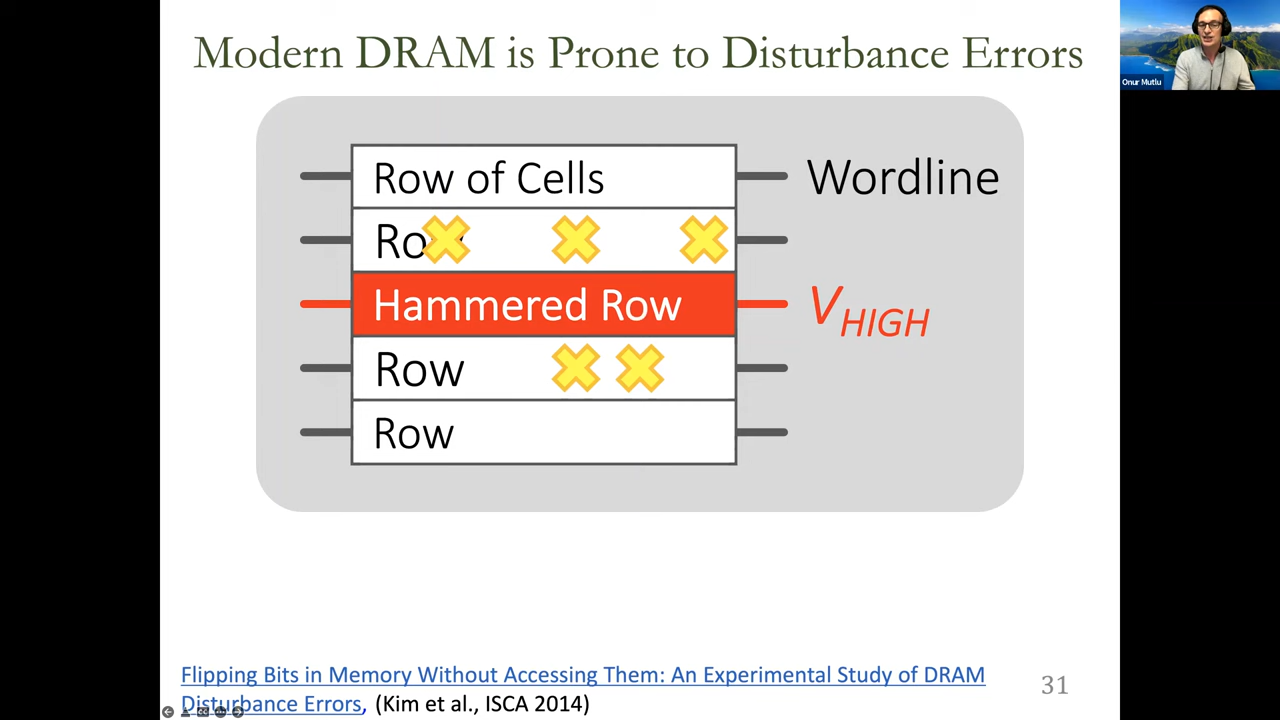 Modern DRAM is Prone to Disturbance Errors
Onur Mutlu
Row of Cells
Wordline
Ro
Hammered Row
VHIGH
Row
Row
Flipping Bits in Memory Without Accessing Them: An Experimental Study of DRAM
Disturbance Errors, (Kim et al., ISCA 2014)
31